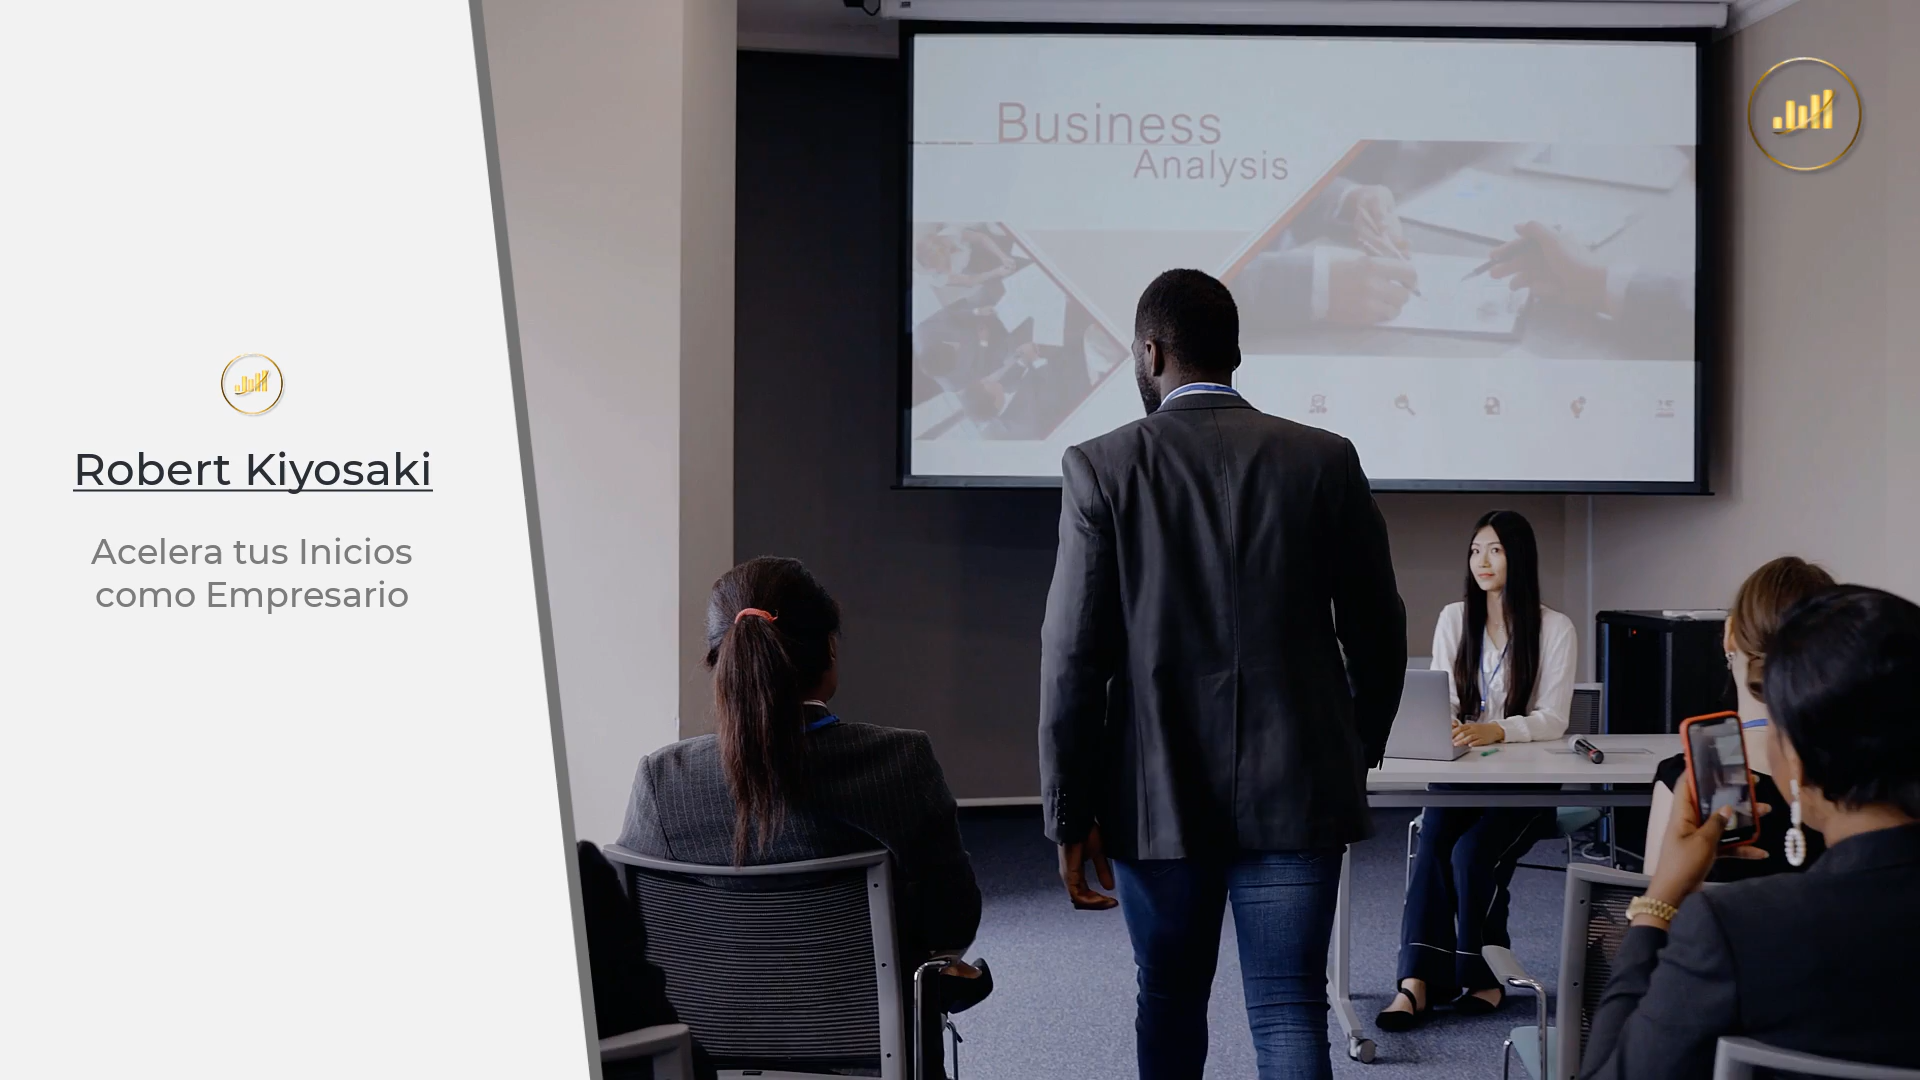 Robert Kiyosaki
Acelera tus Inicios
como Empresario
Business
Analysis